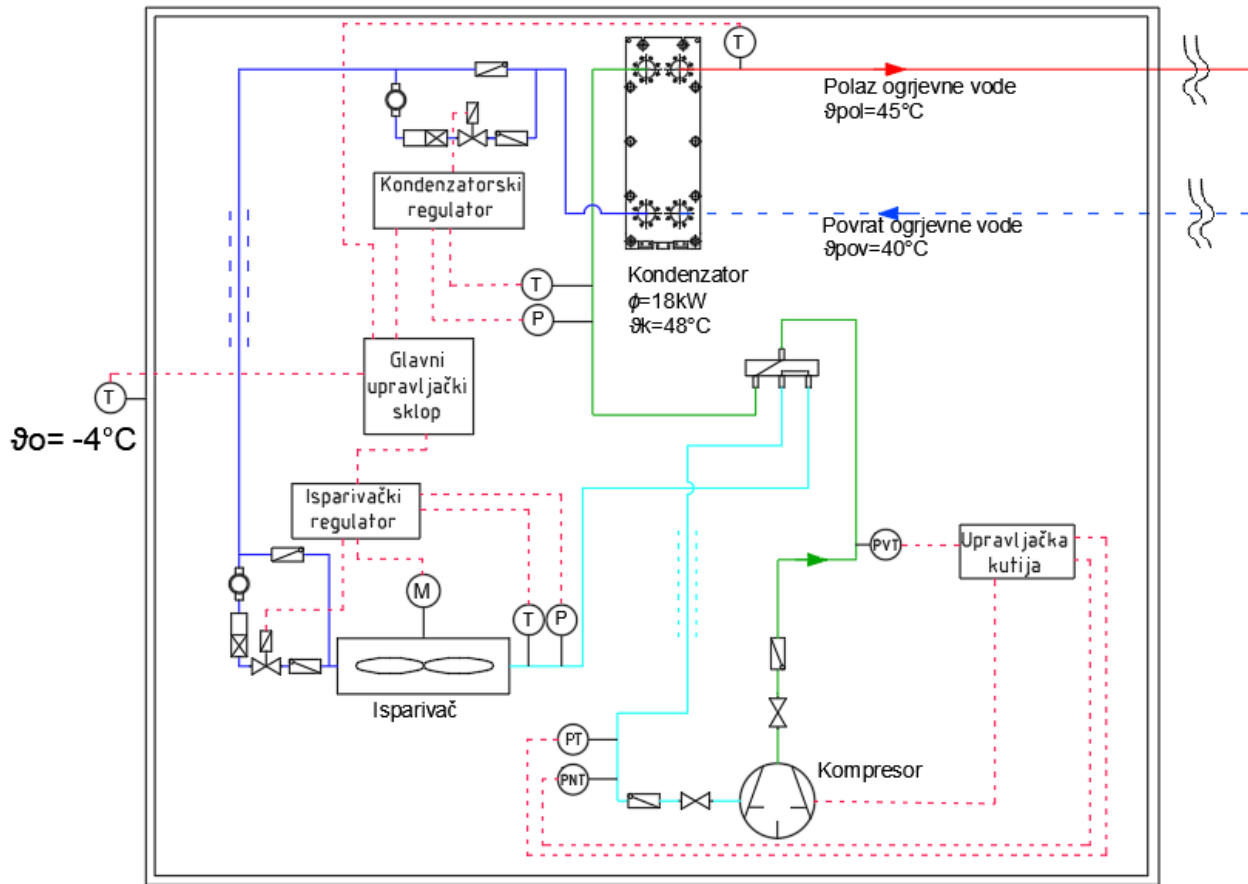 T
Polaz ogrjevne vode
ϑpol=45°C
Kondenzatorski
regulator
Povrat ogrjevne vode
ϑpov=40°C
Kondenzator
ϕ=18kW
ϑk=48°C
T
P
Glavni
upravljački
sklop
T
ϑo= -4°C
Isparivački
regulator
PVT
Upravljačka
kutija
M
T
P
Isparivač
PT
PNT
Kompresor